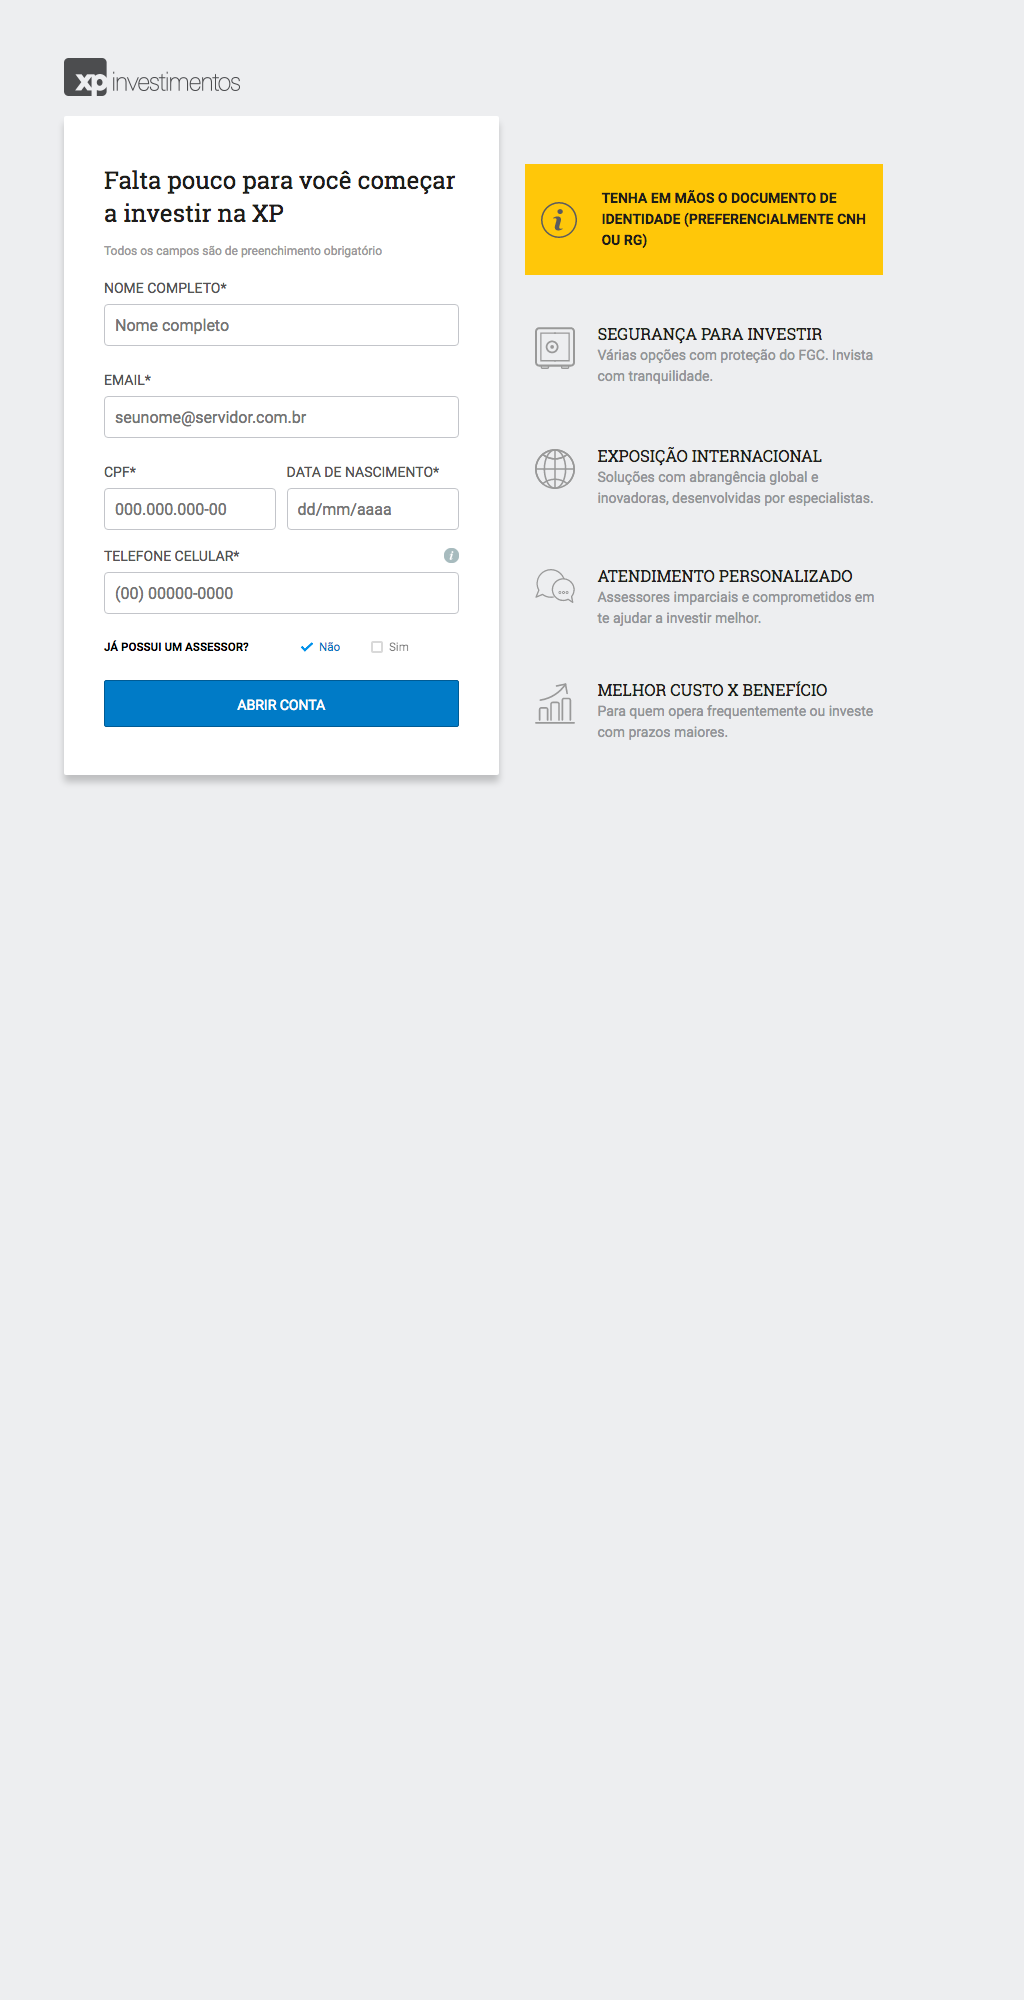 xp investimentos
Falta pouco para você começar
a investir na XP
Todos os campos são de preenchimento obrigatório
NOME COMPLETO*
Nome completo
EMAIL*
seunome@servidor.com.br
CPF*
DATA DE NASCIMENTO*
000.000.000-00
dd/mm/aaaa
TELEFONE CELULAR*
i
(00) 00000-0000
JÁ POSSUI UM ASSESSOR?
Não
Sim
ABRIR CONTA
i
TENHA EM MÃOS O DOCUMENTO DE
IDENTIDADE (PREFERENCIALMENTE CNH
OU RG)
SEGURANÇA PARA INVESTIR
Várias opções com proteção do FGC. Invista
com tranquilidade.
EXPOSIÇÃO INTERNACIONAL
Soluções com abrangência global e
inovadoras, desenvolvidas por especialistas.
ATENDIMENTO PERSONALIZADO
Assessores imparciais e comprometidos em
te ajudar a investir melhor.
MELHOR CUSTO X BENEFÍCIO
Para quem opera frequentemente ou investe
com prazos maiores.